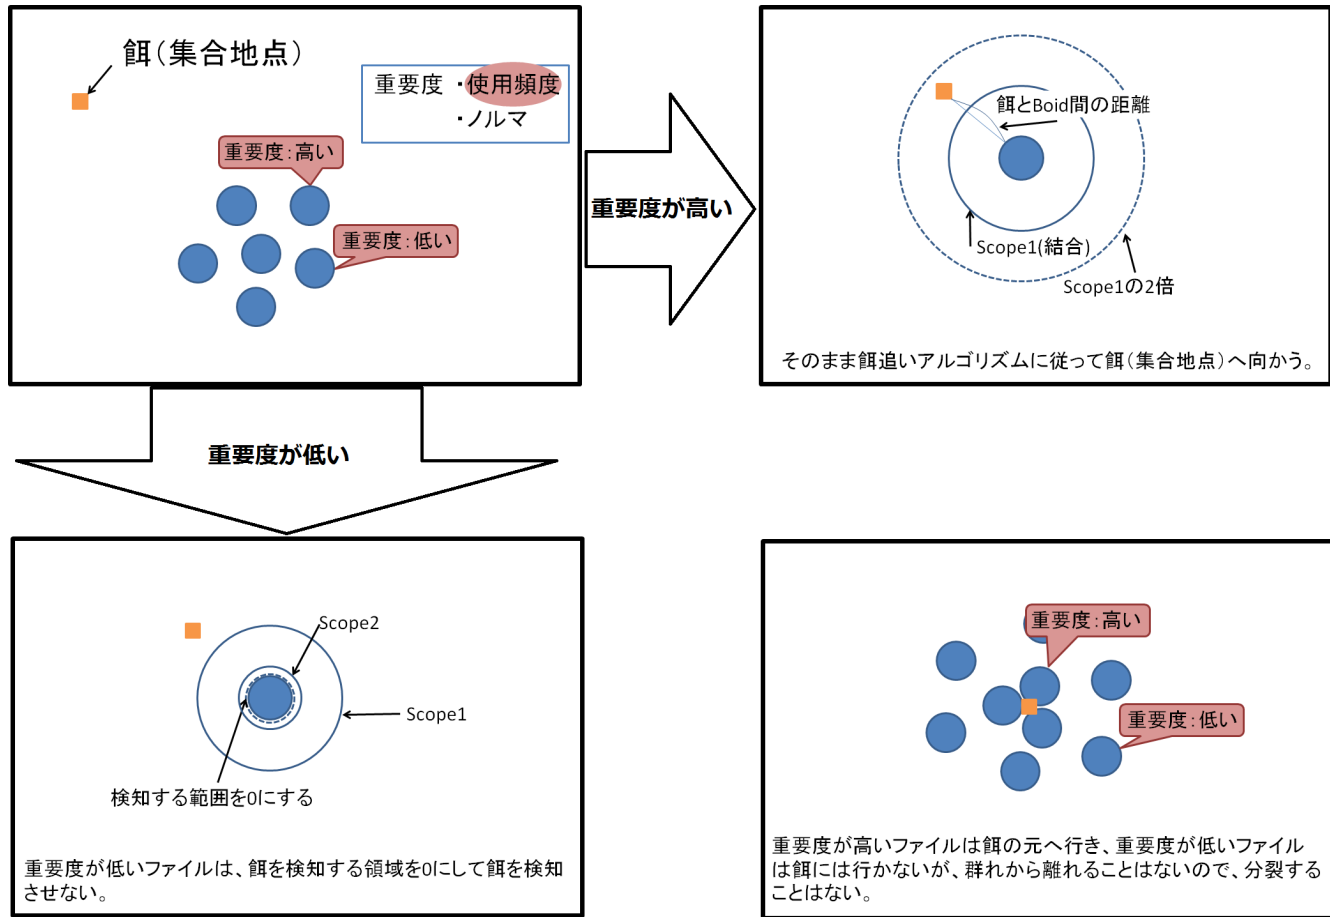 餌（集合地点）
重要度 ・使用頻度
・ノルマ
重要度：高い
重要度：低い
重要度が高い
餌とBoid間の距離
Scope1(結合)
Scope1の2倍
そのまま餌追いアルゴリズムに従って餌（集合地点）へ向かう。
重要度が低い
Scope2
Scope1
検知する範囲を0にする
重要度が低いファイルは、餌を検知する領域を0にして餌を検知
させない。
重要度：高い
重要度：低い
重要度が高いファイルは餌の元へ行き、重要度が低いファイル
は餌には行かないが、群れから離れることはないので、分裂する
ことはない。